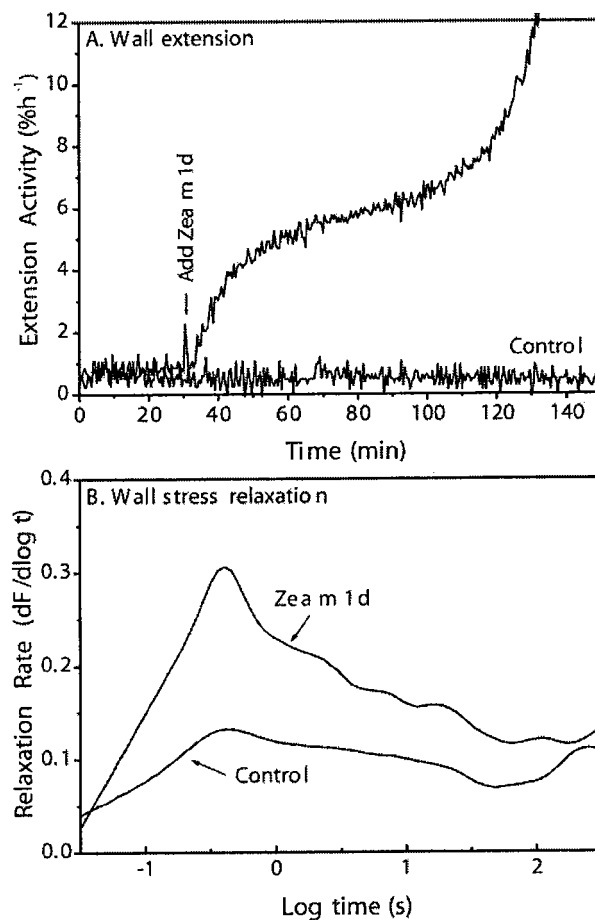 A. Wall extension
12
10
8
6
4
2
0
Extension Activity (%h⁻¹)
Add Zea m 1d
Control
0 20 40 60 80 100 120 140
Time (min)
B. Wall stress relaxation
0.4
0.3
0.2
0.1
0.0
Relaxation Rate (dF/dlog t)
Zea m 1d
Control
-1 0 1 2
Log time (s)